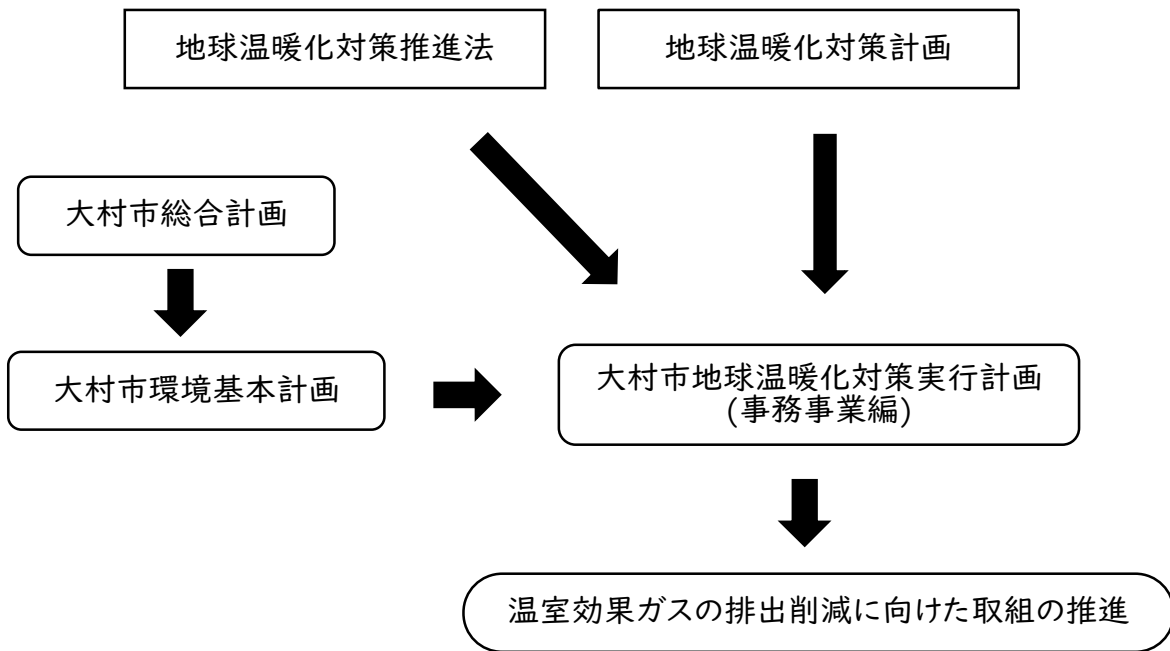 地球温暖化対策推進法
地球温暖化対策計画
大村市総合計画
大村市環境基本計画
大村市地球温暖化対策実行計画
(事務事業編)
温室効果ガスの排出削減に向けた取組の推進